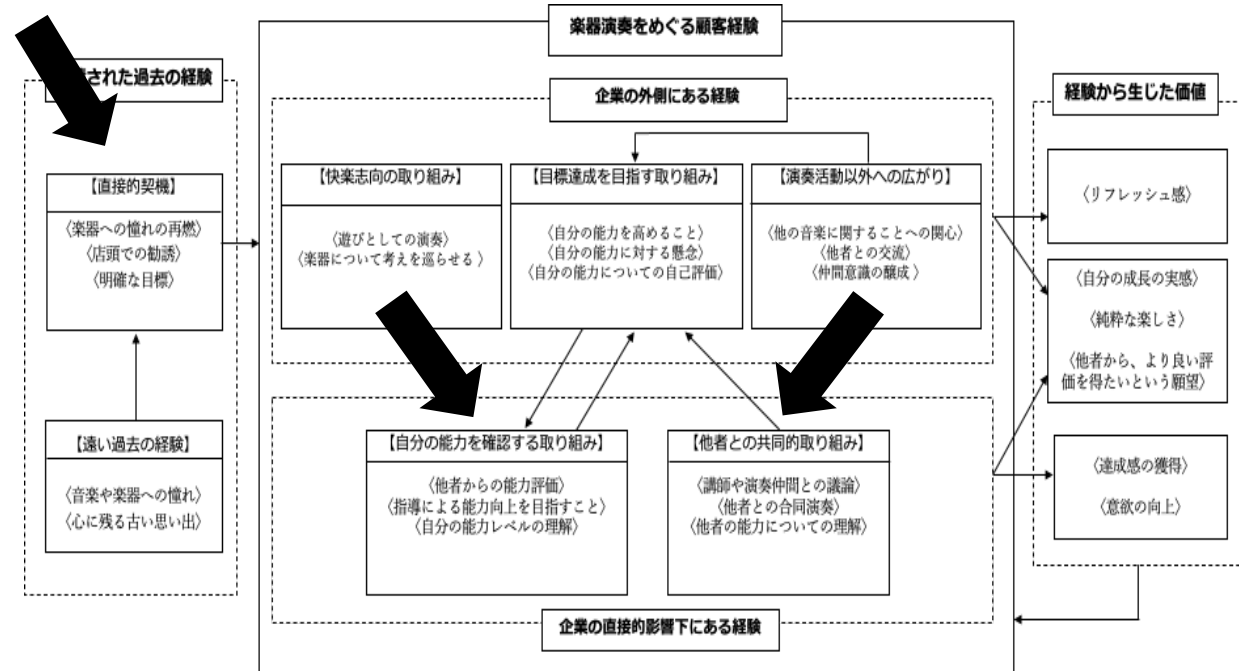 楽器演奏をめぐる顧客経験
された過去の経験
【直接的契機】
〈楽器への憧れの再燃〉
〈店頭での勧誘〉
〈明確な目標〉
【遠い過去の経験】
〈音楽や楽器への憧れ〉
〈心に残る古い思い出〉
企業の外側にある経験
【快楽志向の取り組み】
〈遊びとしての演奏〉
〈楽器について考えを巡らせる〉
【目標達成を目指す取り組み】
〈自分の能力を高めること〉
〈自分の能力に対する懸念〉
〈自分の能力についての自己評価〉
【演奏活動以外への広がり】
〈他の音楽に関することへの関心〉
〈他者との交流〉
〈仲間意識の醸成〉
【自分の能力を確認する取り組み】
〈他者からの能力評価〉
〈指導による能力向上を目指すこと〉
〈自分の能力レベルの理解〉
【他者との共同的取り組み】
〈講師や演奏仲間との議論〉
〈他者との合同演奏〉
〈他者の能力についての理解〉
企業の直接的影響下にある経験
経験から生じた価値
〈リフレッシュ感〉
〈自分の成長の実感〉
〈純粋な楽しさ〉
〈他者から、より良い評
価を得たいという願望〉
〈達成感の獲得〉
〈意欲の向上〉